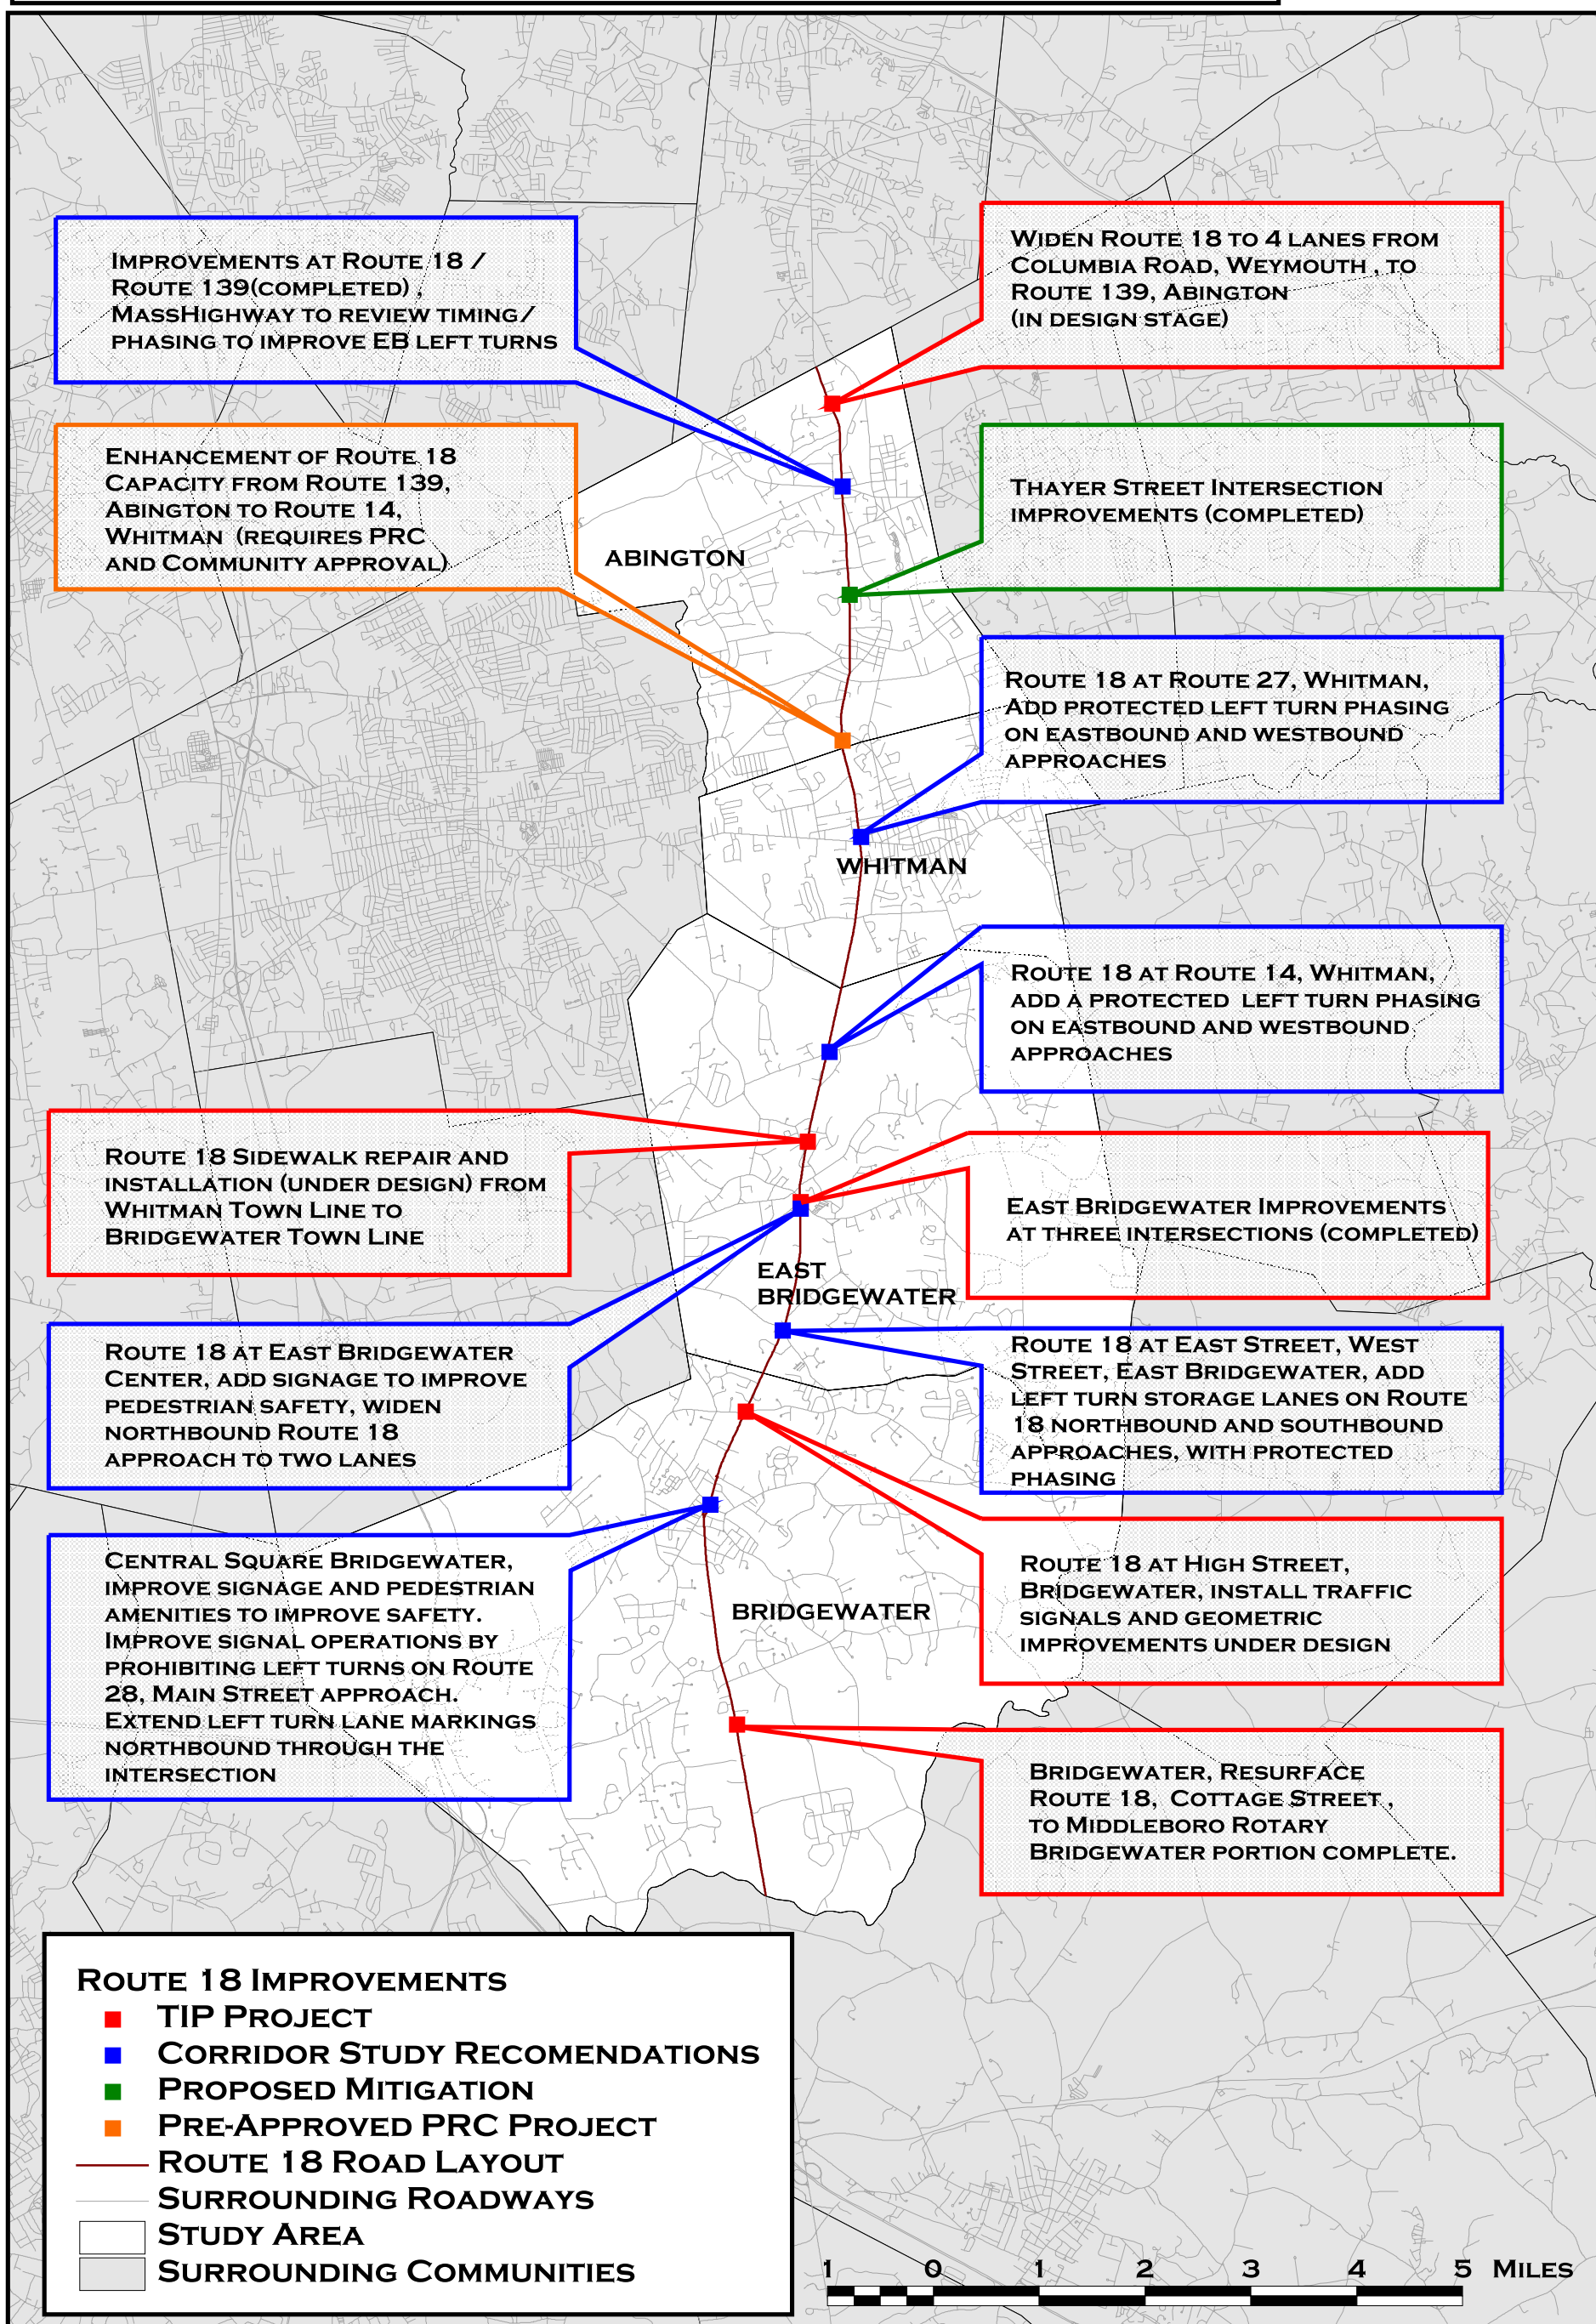 Improvements at Route 18 /
Route 139(completed) ,
MassHighway to review timing/
phasing to improve EB left turns
Widen Route 18 to 4 lanes from
Columbia Road, Weymouth , to
Route 139, Abington
(in design stage)
Enhancement of Route 18
Capacity from Route 139,
Abington to Route 14,
Whitman (requires PRC
and Community approval)
Thayer Street Intersection
improvements (completed)
ABINGTON
Route 18 at Route 27, Whitman,
Add protected left turn phasing
on eastbound and westbound
approaches
WHITMAN
Route 18 at Route 14, Whitman,
add a protected left turn phasing
on eastbound and westbound
approaches
Route 18 Sidewalk repair and
installation (under design) from
Whitman Town Line to
Bridgewater Town Line
East Bridgewater Improvements
at three intersections (completed)
EAST
BRIDGEWATER
Route 18 at East Bridgewater
Center, add signage to improve
pedestrian safety, widen
northbound Route 18
approach to two lanes
Route 18 at East Street, West
Street, East Bridgewater, add
left turn storage lanes on Route
18 northbound and southbound
approaches, with protected
phasing
Central Square Bridgewater,
improve signage and pedestrian
amenities to improve safety.
Improve signal operations by
prohibiting left turns on Route
28, Main Street approach.
Extend left turn lane markings
northbound through the
intersection
BRIDGEWATER
Route 18 at High Street,
Bridgewater, install traffic
signals and geometric
improvements under design
Bridgewater, Resurface
Route 18, Cottage Street ,
to Middleboro Rotary
Bridgewater portion complete.
Route 18 Improvements
TIP Project
Corridor Study Recomendations
Proposed Mitigation
Pre-Approved PRC Project
Route 18 Road Layout
Surrounding Roadways
Study Area
Surrounding Communities
1 0 1 2 3 4 5 Miles